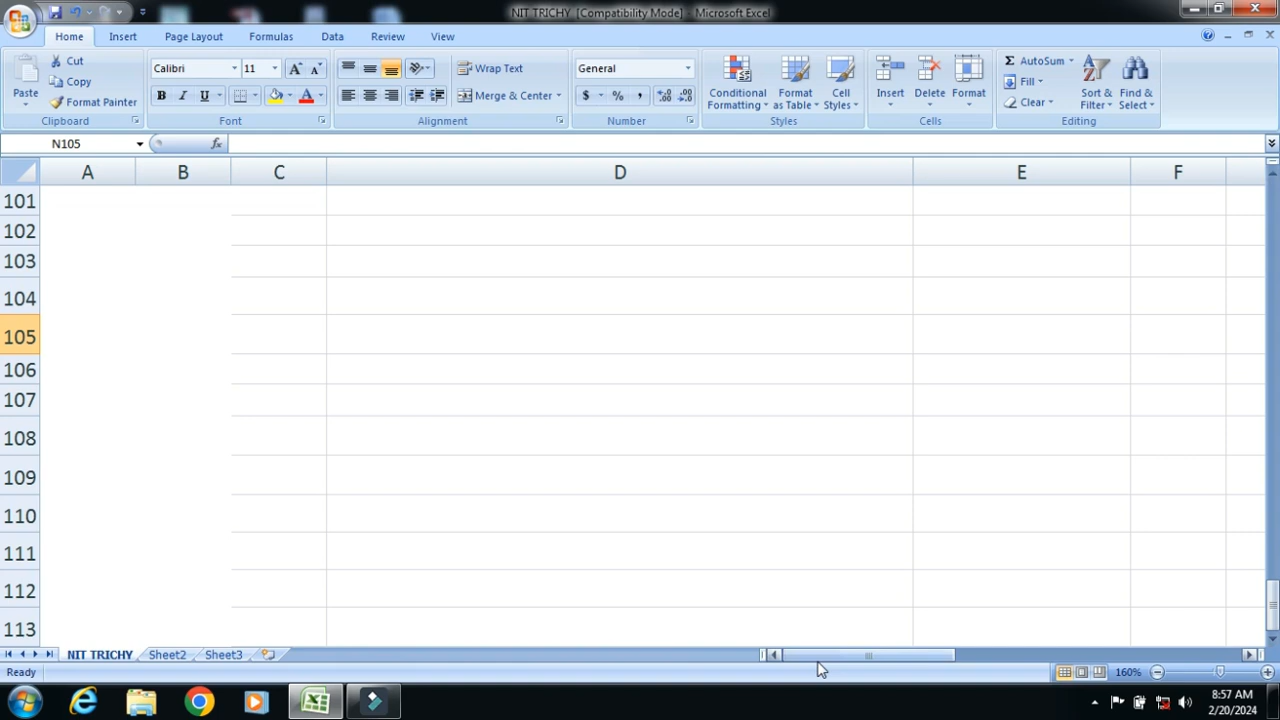 NIT TRICHY [Compatibility Mode] - Microsoft Excel
Home Insert Page Layout Formulas Data Review View
Paste
Cut
Copy
Format Painter
Clipboard
Calibri 11
B I U A
Font
Wrap Text
Merge & Center
Alignment
General
$ % ,
Number
Conditional Formatting
Format as Table
Cell Styles
Styles
Insert
Delete
Format
Cells
Σ AutoSum
Fill
Clear
Sort & Filter
Find & Select
Editing
N105 fx
A B C D E F
101
102
103
104
105
106
107
108
109
110
111
112
113
NIT TRICHY Sheet2 Sheet3
Ready 160%
8:57 AM
2/20/2024